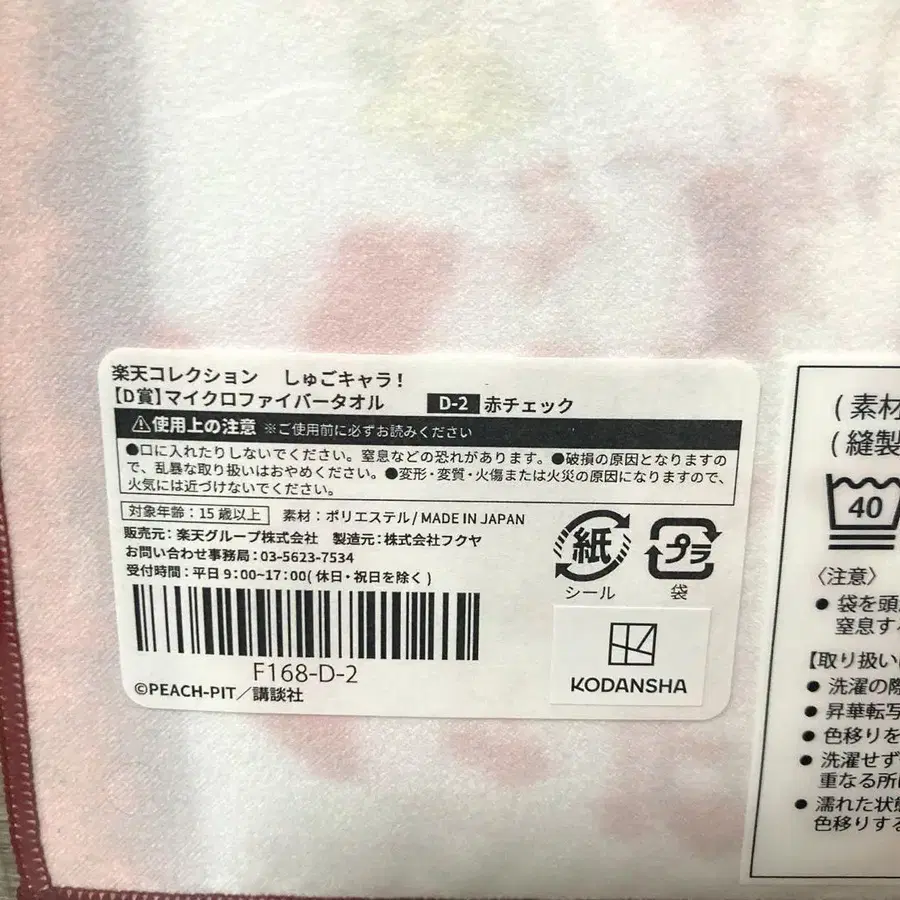 楽天コレクション　しゅごキャラ！
【D賞】マイクロファイバータオル　D-2 赤チェック
⚠使用上の注意 ※ご使用前に必ずお読みください
●口に入れたりしないでください。窒息などの恐れがあります。●破損の原因となりますの
で、乱暴な取り扱いはおやめください。●変形・変質・火傷または火災の原因になりますので、
火気には近づけないでください。
対象年齢：15歳以上　素材：ポリエステル/MADE IN JAPAN
販売元：楽天グループ株式会社　製造元：株式会社フクヤ
お問い合わせ事務局：03-5623-7534
受付時間：平日9：00~17：00(休日・祝日を除く)
紙
シール
プラ
袋
F168-D-2
©PEACH-PIT／講談社
KODANSHA
(素材
(縫製
40
〈注意〉
●袋を頭
窒息す
【取り扱い
●洗濯の際
●昇華転写
●色移りを
●洗濯せず
重なる所
●濡れた状態
色移りする